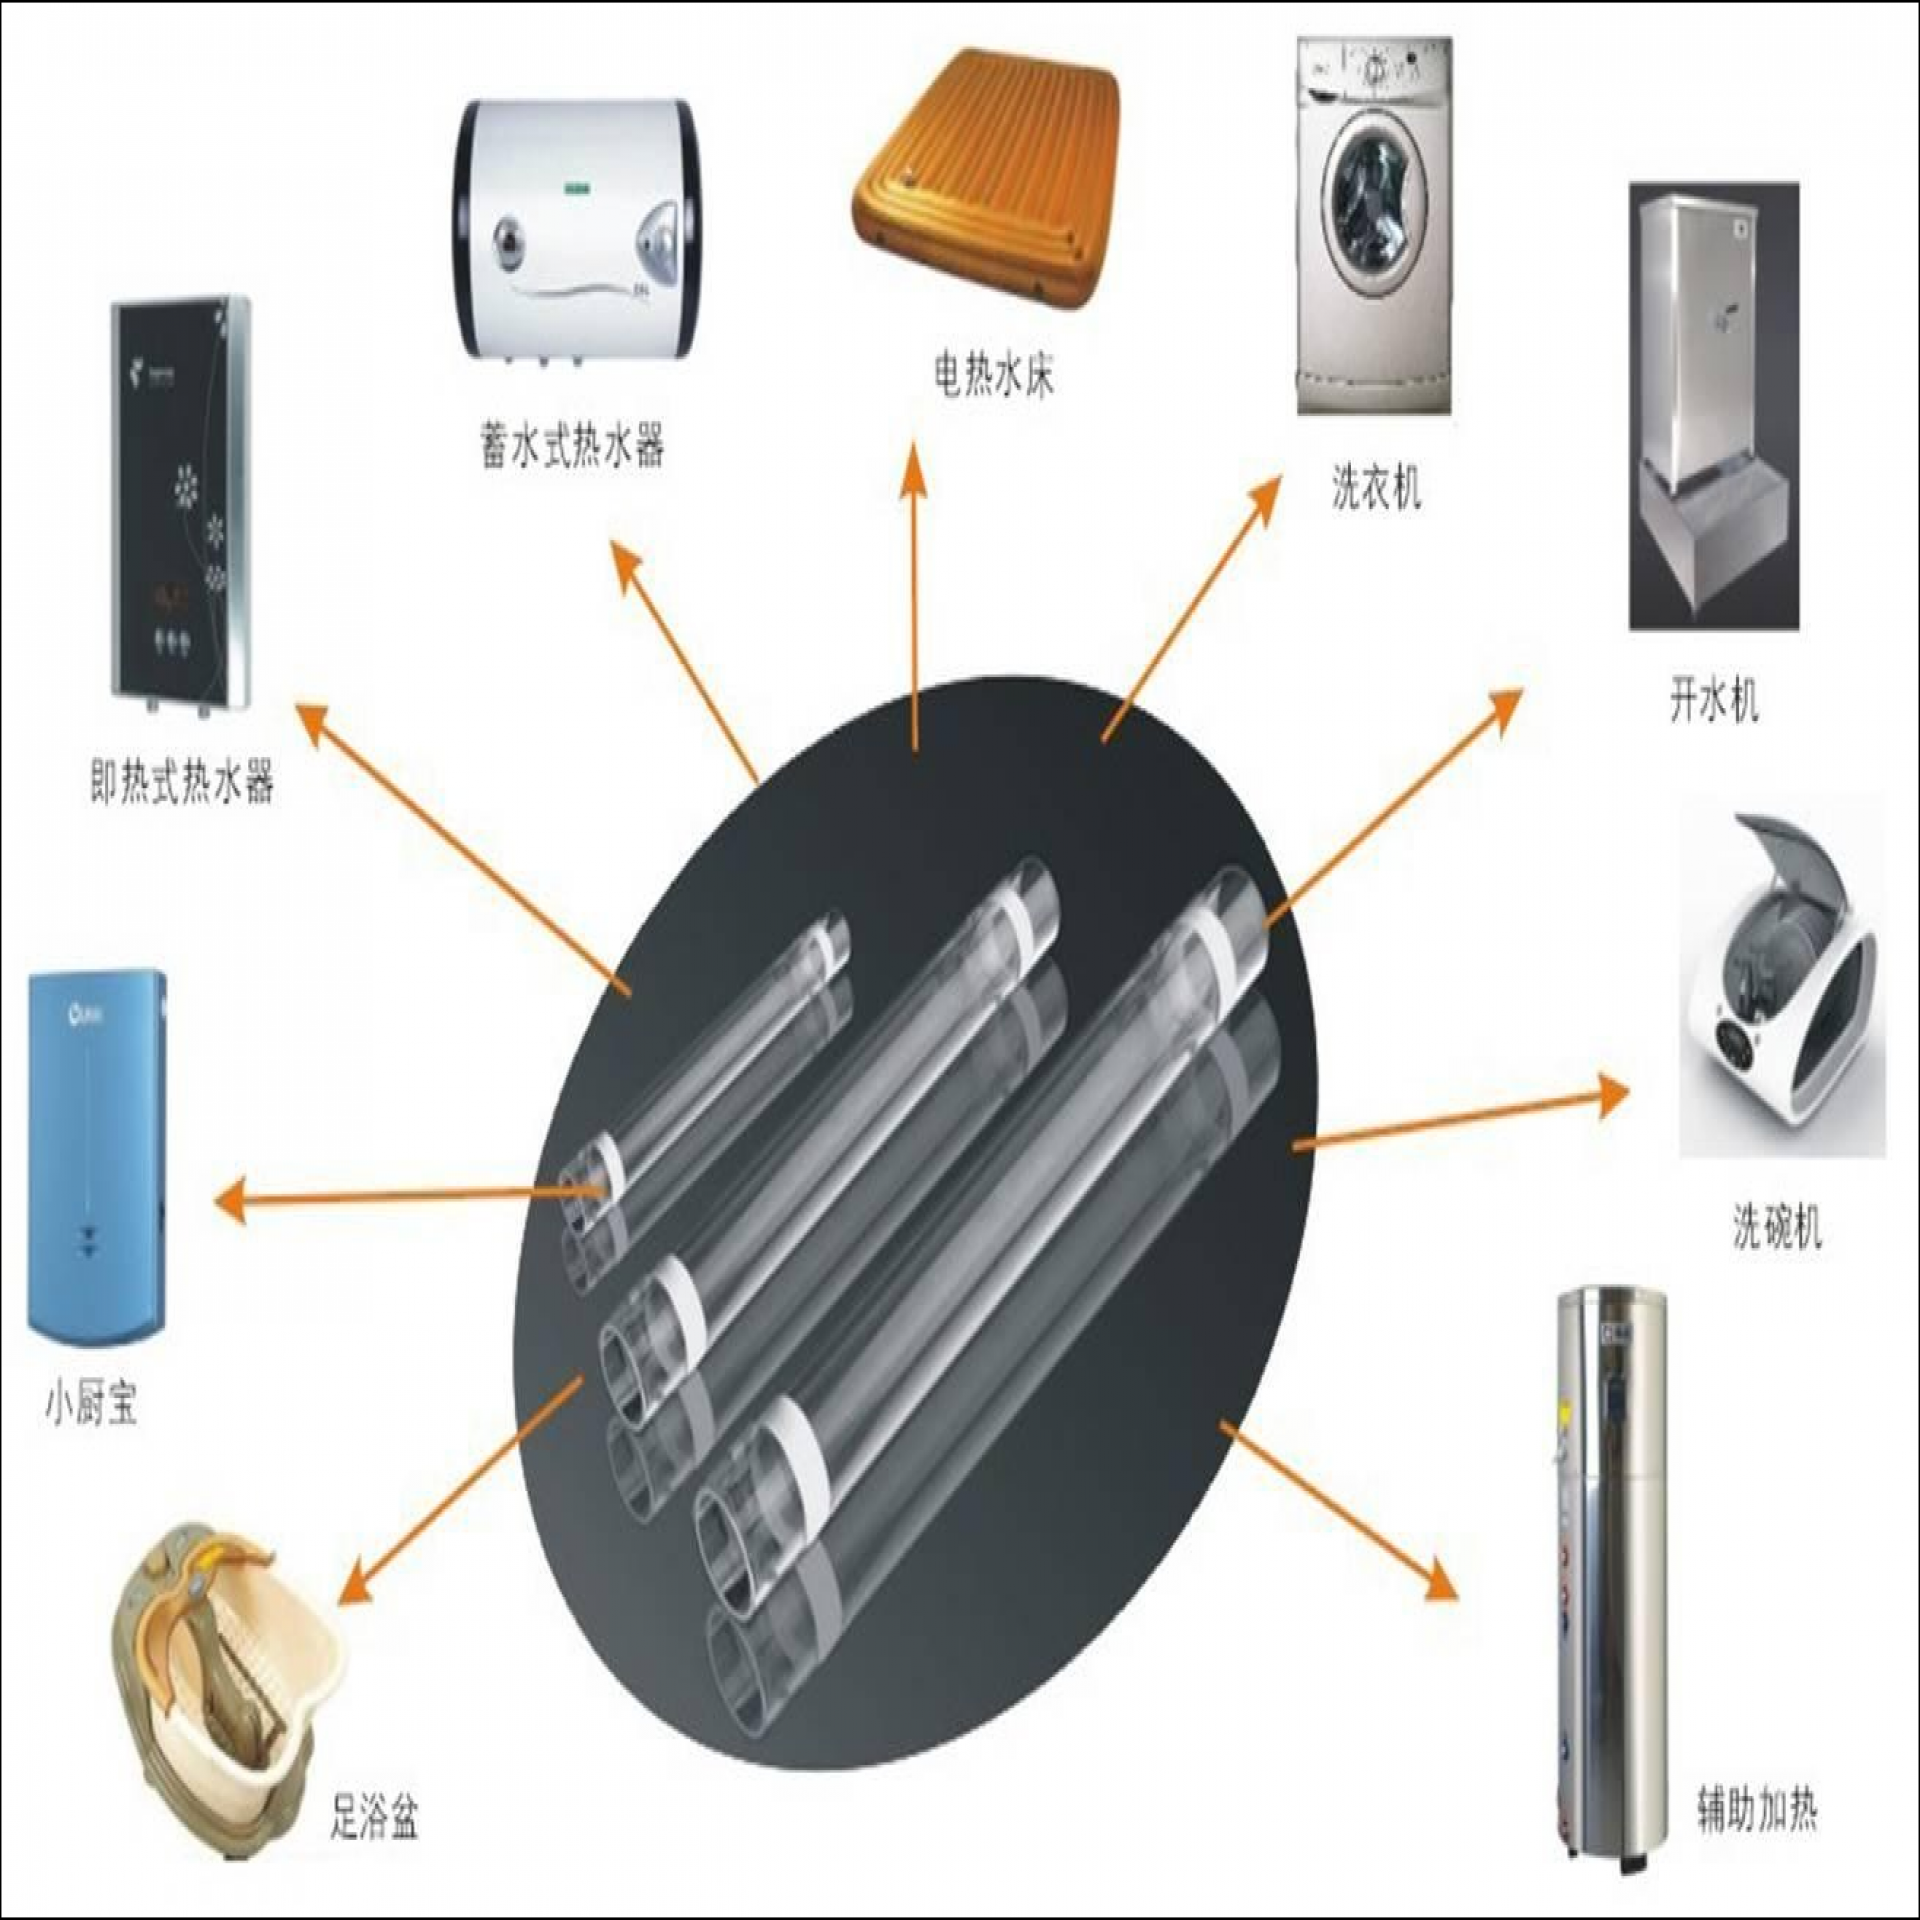 电热水床
蓄水式热水器
洗衣机
开水机
即热式热水器
洗碗机
小厨宝
足浴盆
辅助加热